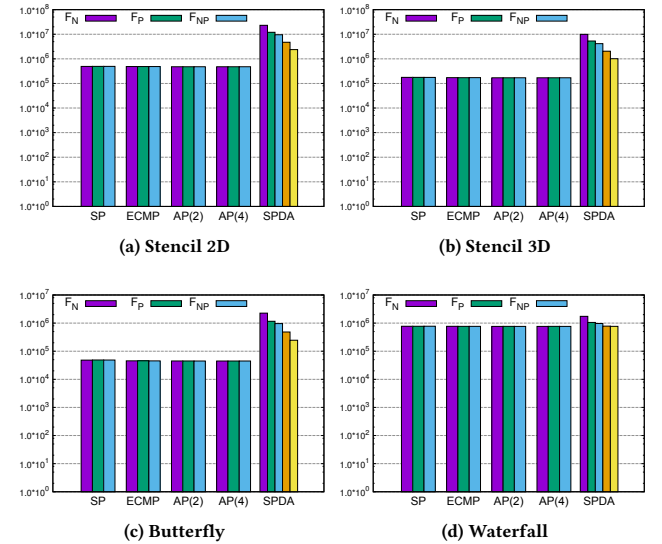 F_N F_P F_NP
1.0*10^8
1.0*10^7
1.0*10^6
1.0*10^5
1.0*10^4
1.0*10^3
1.0*10^2
1.0*10^1
1.0*10^0
SP ECMP AP(2) AP(4) SPDA
(a) Stencil 2D
F_N F_P F_NP
1.0*10^8
1.0*10^7
1.0*10^6
1.0*10^5
1.0*10^4
1.0*10^3
1.0*10^2
1.0*10^1
1.0*10^0
SP ECMP AP(2) AP(4) SPDA
(b) Stencil 3D
F_N F_P F_NP
1.0*10^7
1.0*10^6
1.0*10^5
1.0*10^4
1.0*10^3
1.0*10^2
1.0*10^1
1.0*10^0
SP ECMP AP(2) AP(4) SPDA
(c) Butterfly
F_N F_P F_NP
1.0*10^7
1.0*10^6
1.0*10^5
1.0*10^4
1.0*10^3
1.0*10^2
1.0*10^1
1.0*10^0
SP ECMP AP(2) AP(4) SPDA
(d) Waterfall